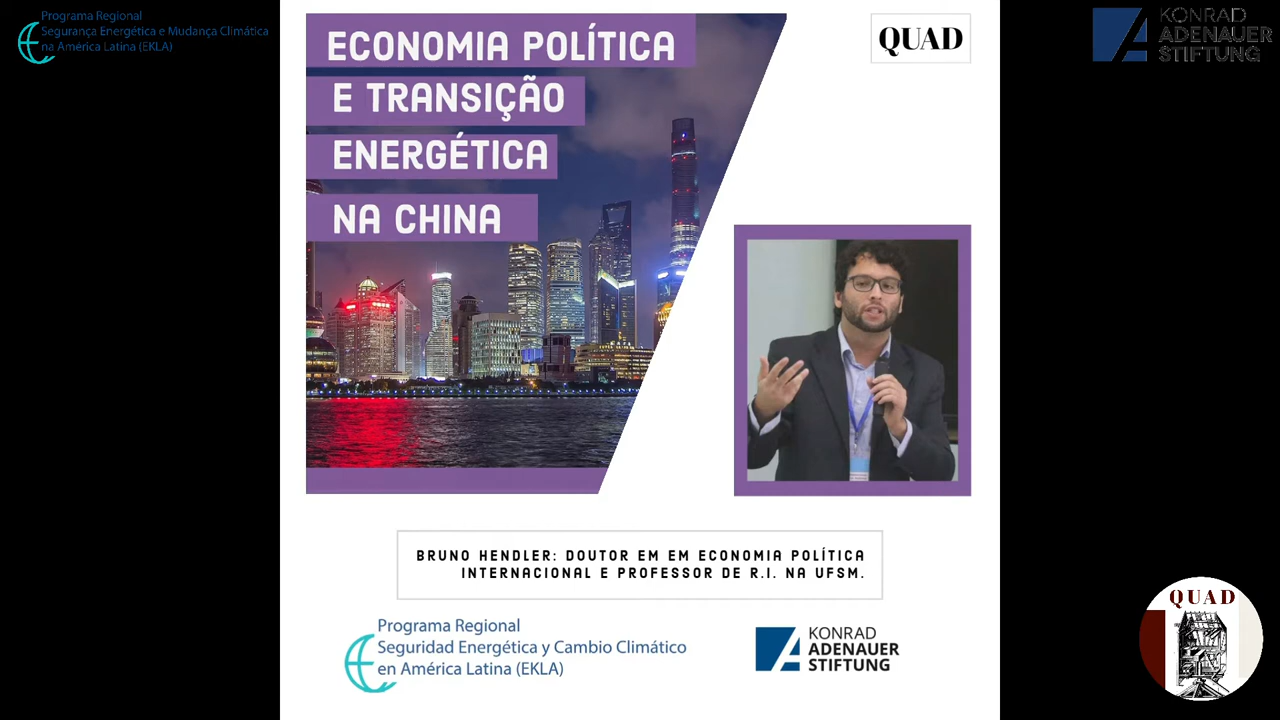 Programa Regional
Segurança Energética e Mudança Climática
na América Latina (EKLA)
KONRAD
ADENAUER
STIFTUNG
ECONOMIA POLÍTICA
E TRANSIÇÃO
ENERGÉTICA
NA CHINA
QUAD
BRUNO HENDLER: DOUTOR EM EM ECONOMIA POLÍTICA
INTERNACIONAL E PROFESSOR DE R.I. NA UFSM.
Programa Regional
Seguridad Energética y Cambio Climático
en América Latina (EKLA)
KONRAD
ADENAUER
STIFTUNG
QUAD